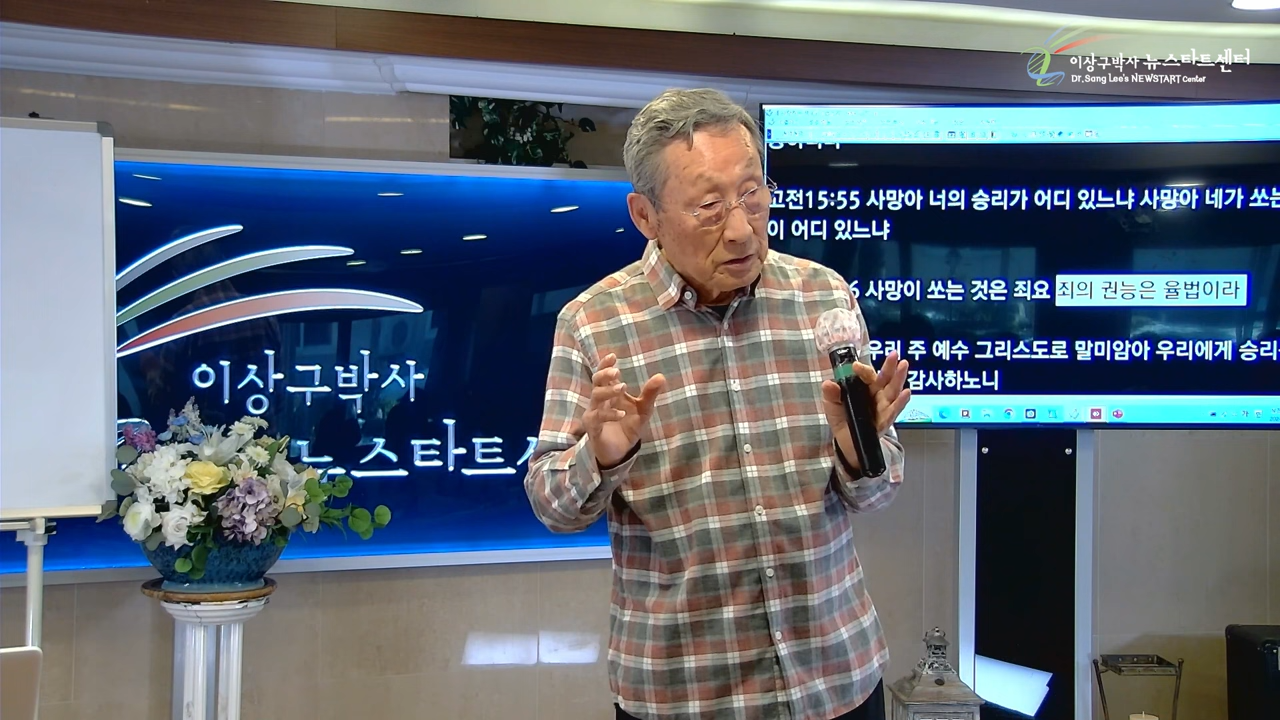 이상구박사 뉴스타트센터
Dr. Sang Lee's NEWSTART Center
고전15:55 사망아 너의 승리가 어디 있느냐 사망아 네가 쏘는
이 어디 있느냐
6 사망이 쏘는 것은 죄요 죄의 권능은 율법이라
우리 주 예수 그리스도로 말미암아 우리에게 승리
감사하노니
이상구박사
뉴스타트